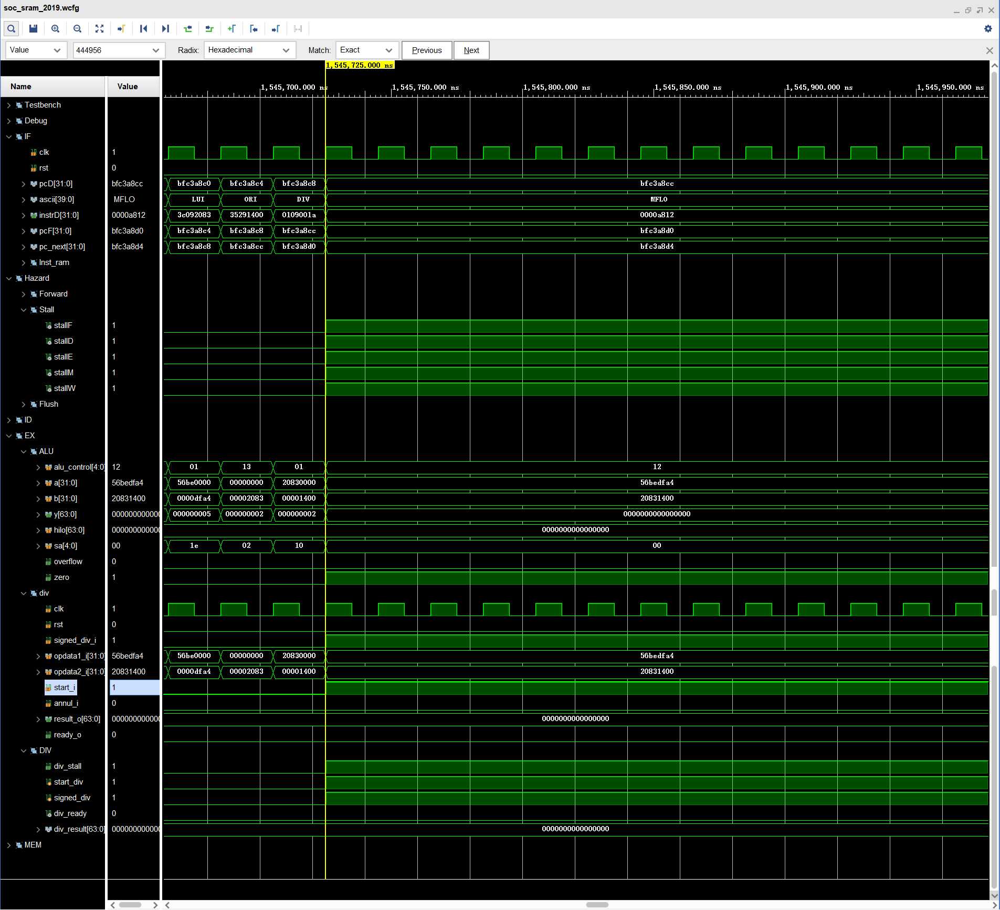 soc_sram_2019.wcfg
Value 444956 Radix: Hexadecimal Match: Exact Previous Next
1,545,725.000 ns
Name Value 1,545,700.000 ns 1,545,750.000 ns 1,545,800.000 ns 1,545,850.000 ns 1,545,900.000 ns 1,545,950.000 ns
Testbench
Debug
IF
clk 1
rst 0
pcD[31:0] bfc3a8cc bfc3a8c0 bfc3a8c4 bfc3a8c8 bfc3a8cc
ascii[39:0] MFLO LUI ORI DIV MFLO
instrD[31:0] 0000a812 3c092083 35291400 0109001a 0000a812
pcF[31:0] bfc3a8d0 bfc3a8c4 bfc3a8c8 bfc3a8cc bfc3a8d0
pc_next[31:0] bfc3a8d4 bfc3a8c8 bfc3a8cc bfc3a8d0 bfc3a8d4
Inst_ram
Hazard
Forward
Stall
stallF 1
stallD 1
stallE 1
stallM 1
stallW 1
Flush
ID
EX
ALU
alu_control[4:0] 12 01 13 01 12
a[31:0] 56bedfa4 56be0000 00000000 20830000 56bedfa4
b[31:0] 20831400 0000dfa4 00002083 00001400 20831400
y[63:0] 000000000000 000000005 000000002 000000002 0000000000000000
hilo[63:0] 000000000000 0000000000000000
sa[4:0] 00 1e 02 10 00
overflow 0
zero 1
div
clk 1
rst 0
signed_div_i 1
opdata1_i[31:0] 56bedfa4 56be0000 00000000 20830000 56bedfa4
opdata2_i[31:0] 20831400 0000dfa4 00002083 00001400 20831400
start_i 1
annul_i 0
result_o[63:0] 000000000000 0000000000000000
ready_o 0
DIV
div_stall 1
start_div 1
signed_div 1
div_ready 0
div_result[63:0] 000000000000 0000000000000000
MEM